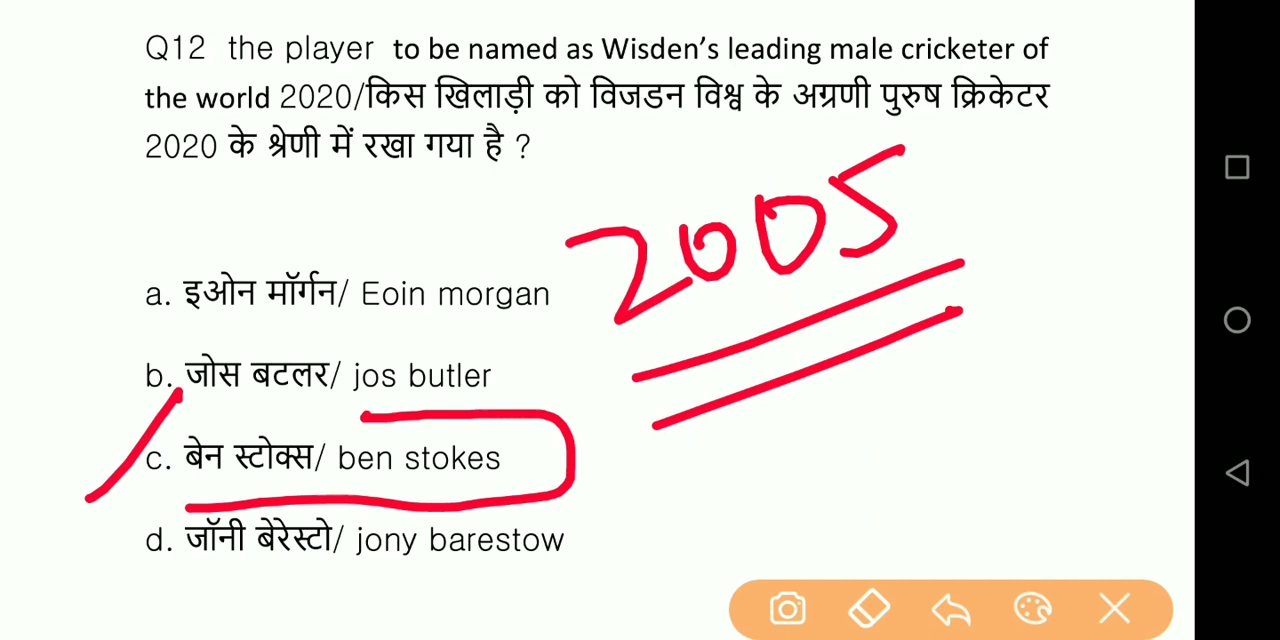 Q12 the player to be named as Wisden’s leading male cricketer of
the world 2020/किस खिलाड़ी को विजडन विश्व के अग्रणी पुरुष क्रिकेटर
2020 के श्रेणी में रखा गया है ?
2005
a. इओन मॉर्गन/ Eoin morgan
b. जोस बटलर/ jos butler
c. बेन स्टोक्स/ ben stokes
d. जॉनी बेरेस्टो/ jony barestow